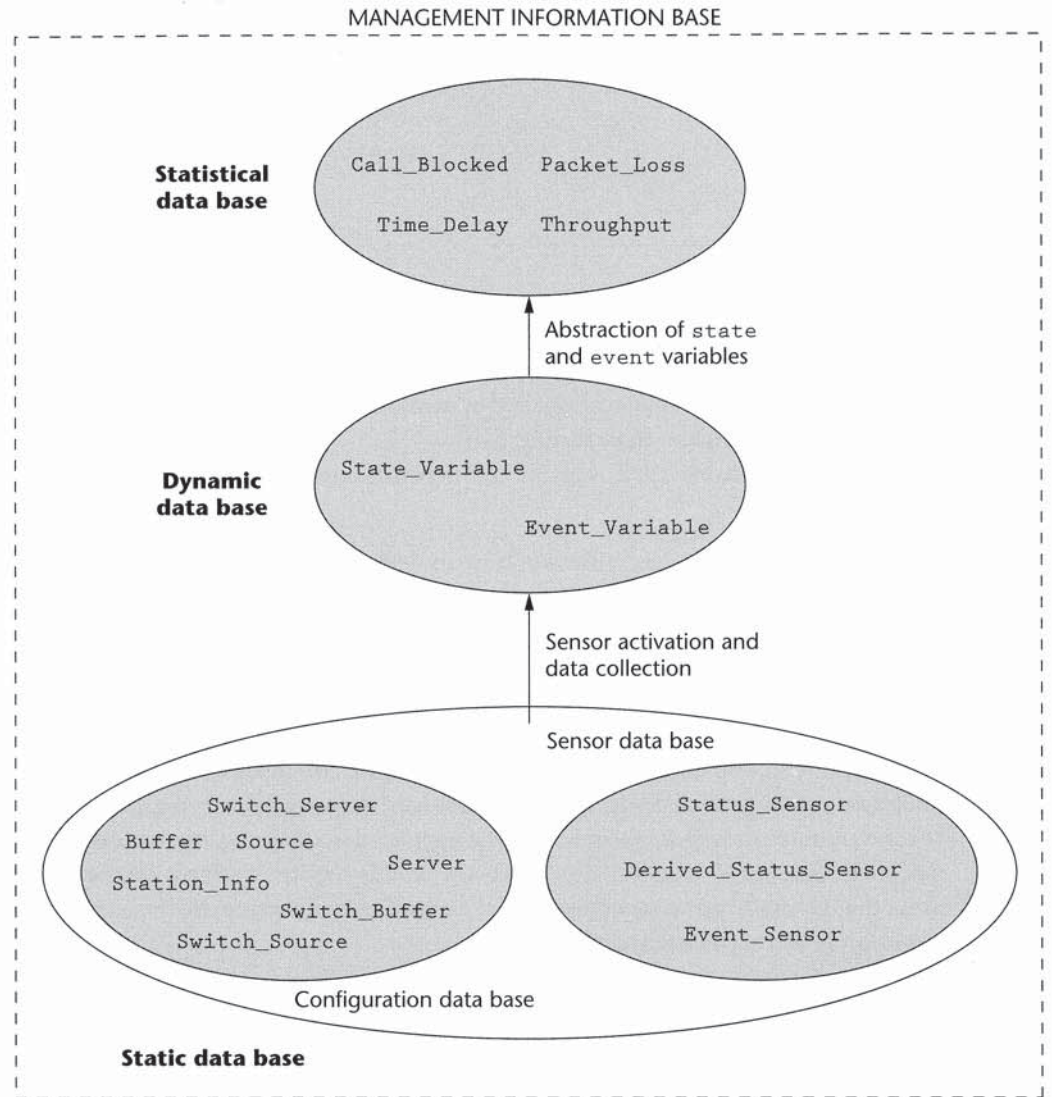 MANAGEMENT INFORMATION BASE
Statistical
data base
Call_Blocked Packet_Loss
Time_Delay Throughput
Abstraction of state
and event variables
Dynamic
data base
State_Variable
Event_Variable
Sensor activation and
data collection
Sensor data base
Switch_Server
Buffer Source
Server
Station_Info
Switch_Buffer
Switch_Source
Status_Sensor
Derived_Status_Sensor
Event_Sensor
Configuration data base
Static data base